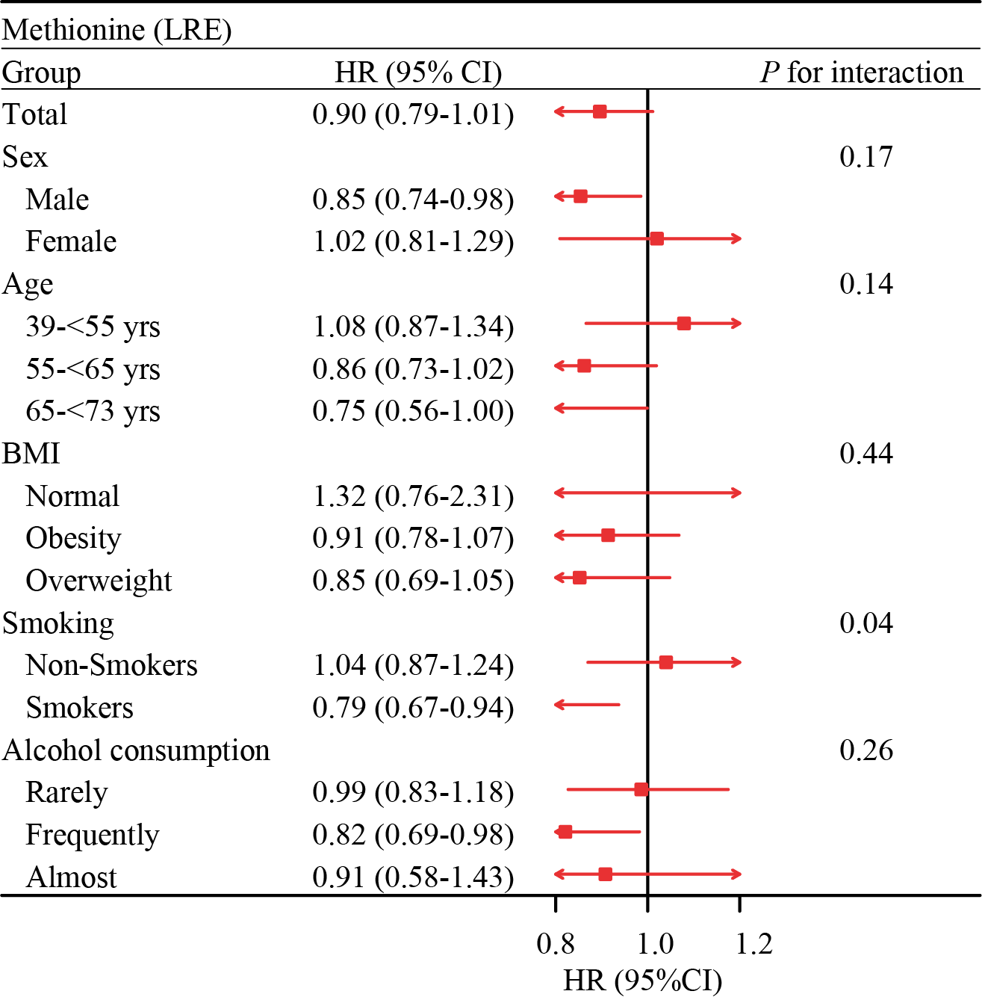 Methionine (LRE)
Group HR (95% CI) P for interaction
Total 0.90 (0.79-1.01)
Sex 0.17
Male 0.85 (0.74-0.98)
Female 1.02 (0.81-1.29)
Age 0.14
39-<55 yrs 1.08 (0.87-1.34)
55-<65 yrs 0.86 (0.73-1.02)
65-<73 yrs 0.75 (0.56-1.00)
BMI 0.44
Normal 1.32 (0.76-2.31)
Obesity 0.91 (0.78-1.07)
Overweight 0.85 (0.69-1.05)
Smoking 0.04
Non-Smokers 1.04 (0.87-1.24)
Smokers 0.79 (0.67-0.94)
Alcohol consumption 0.26
Rarely 0.99 (0.83-1.18)
Frequently 0.82 (0.69-0.98)
Almost 0.91 (0.58-1.43)
0.8 1.0 1.2
HR (95%CI)